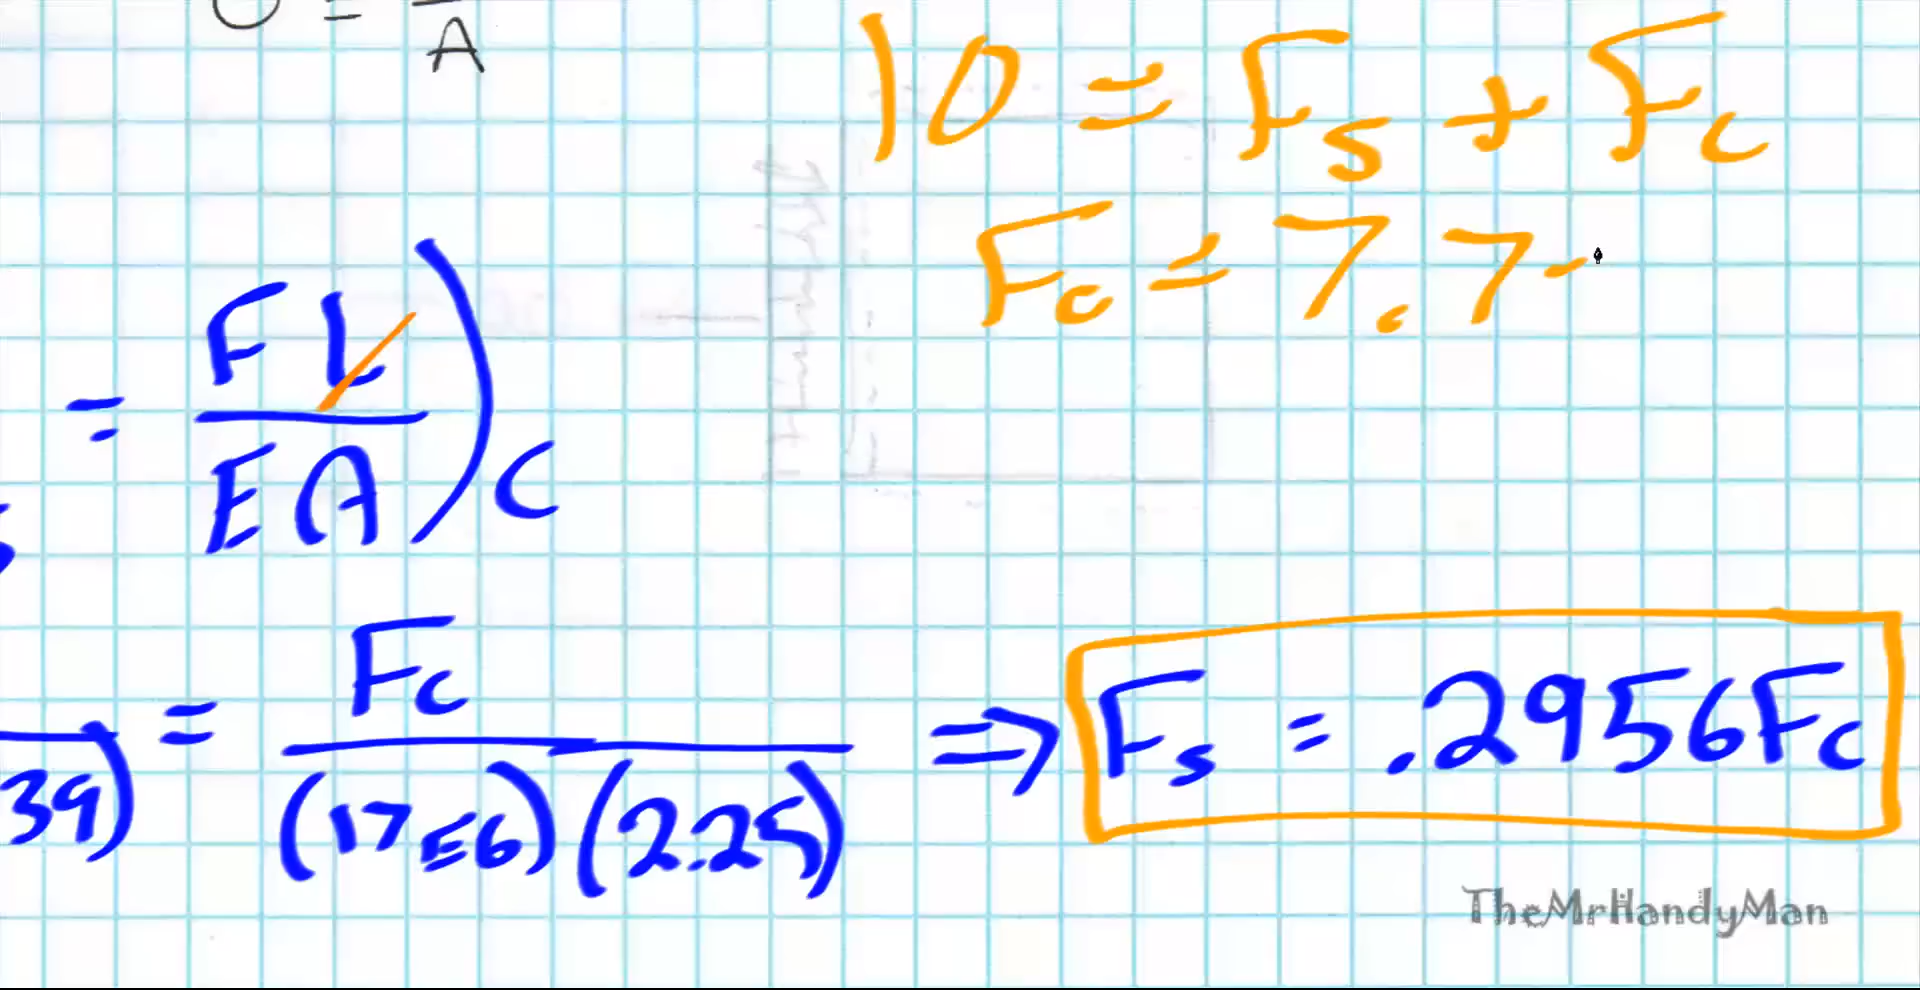 A
10 = Fs + Fc
Fc = 7.7
= FL/EA)c
39) = Fc/(17E6)(2.25) ⇒ Fs = .2956Fc
TheMrHandyMan